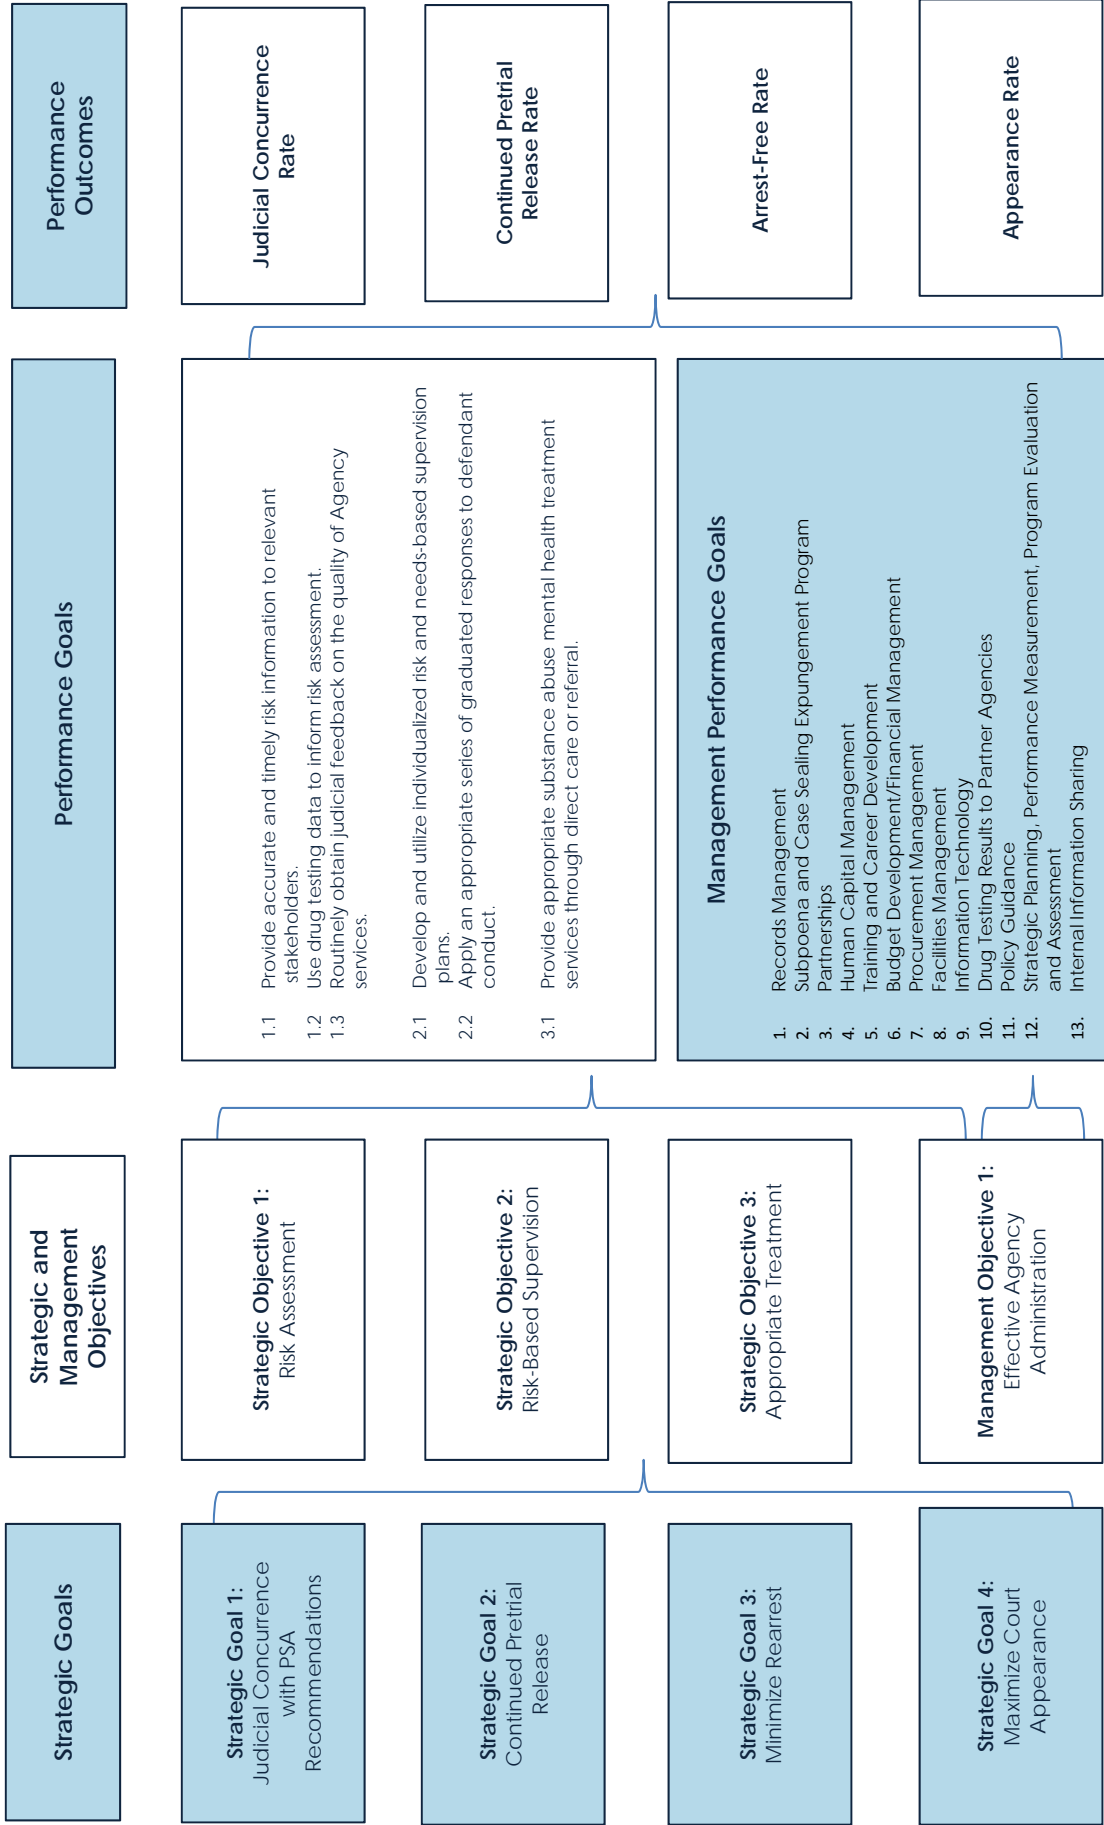 Strategic Goals
Strategic Goal 1:
Judicial Concurrence
with PSA
Recommendations
Strategic Goal 2:
Continued Pretrial
Release
Strategic Goal 3:
Minimize Rearrest
Strategic Goal 4:
Maximize Court
Appearance
Strategic and
Management
Objectives
Strategic Objective 1:
Risk Assessment
Strategic Objective 2:
Risk-Based Supervision
Strategic Objective 3:
Appropriate Treatment
Management Objective 1:
Effective Agency
Administration
Performance Goals
1.1 Provide accurate and timely risk information to relevant
stakeholders.
1.2 Use drug testing data to inform risk assessment.
1.3 Routinely obtain judicial feedback on the quality of Agency
services.
2.1 Develop and utilize individualized risk and needs-based supervision
plans.
2.2 Apply an appropriate series of graduated responses to defendant
conduct.
3.1 Provide appropriate substance abuse mental health treatment
services through direct care or referral.
Management Performance Goals
1. Records Management
2. Subpoena and Case Sealing Expungement Program
3. Partnerships
4. Human Capital Management
5. Training and Career Development
6. Budget Development/Financial Management
7. Procurement Management
8. Facilities Management
9. Information Technology
10. Drug Testing Results to Partner Agencies
11. Policy Guidance
12. Strategic Planning, Performance Measurement, Program Evaluation
and Assessment
13. Internal Information Sharing
Performance
Outcomes
Judicial Concurrence
Rate
Continued Pretrial
Release Rate
Arrest-Free Rate
Appearance Rate